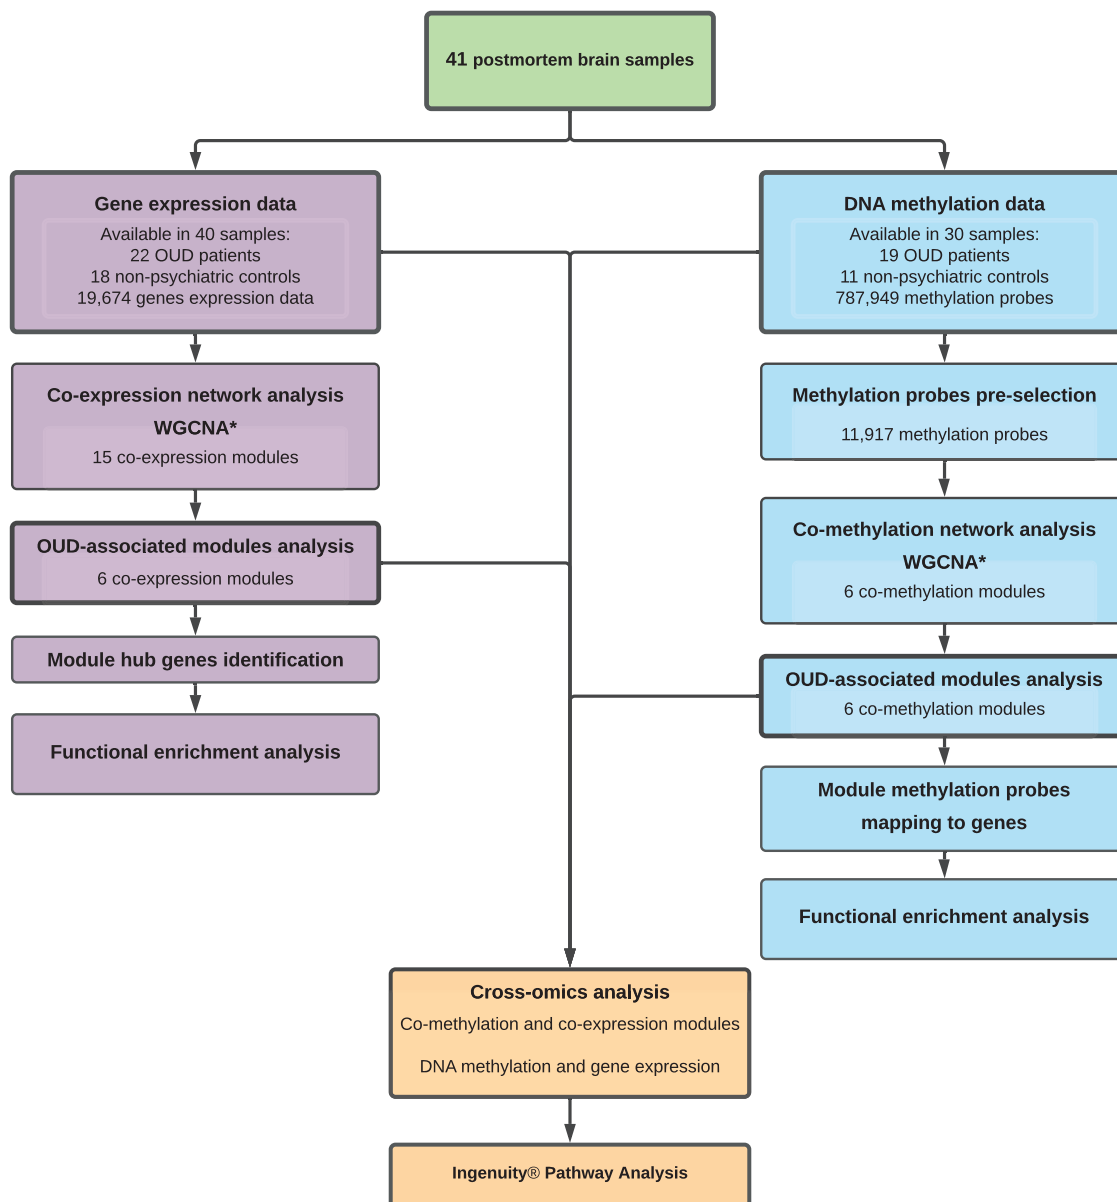 41 postmortem brain samples
Gene expression data
Available in 40 samples:
22 OUD patients
18 non-psychiatric controls
19,674 genes expression data
Co-expression network analysis
WGCNA*
15 co-expression modules
OUD-associated modules analysis
6 co-expression modules
Module hub genes identification
Functional enrichment analysis
DNA methylation data
Available in 30 samples:
19 OUD patients
11 non-psychiatric controls
787,949 methylation probes
Methylation probes pre-selection
11,917 methylation probes
Co-methylation network analysis
WGCNA*
6 co-methylation modules
OUD-associated modules analysis
6 co-methylation modules
Module methylation probes
mapping to genes
Functional enrichment analysis
Cross-omics analysis
Co-methylation and co-expression modules
DNA methylation and gene expression
Ingenuity® Pathway Analysis